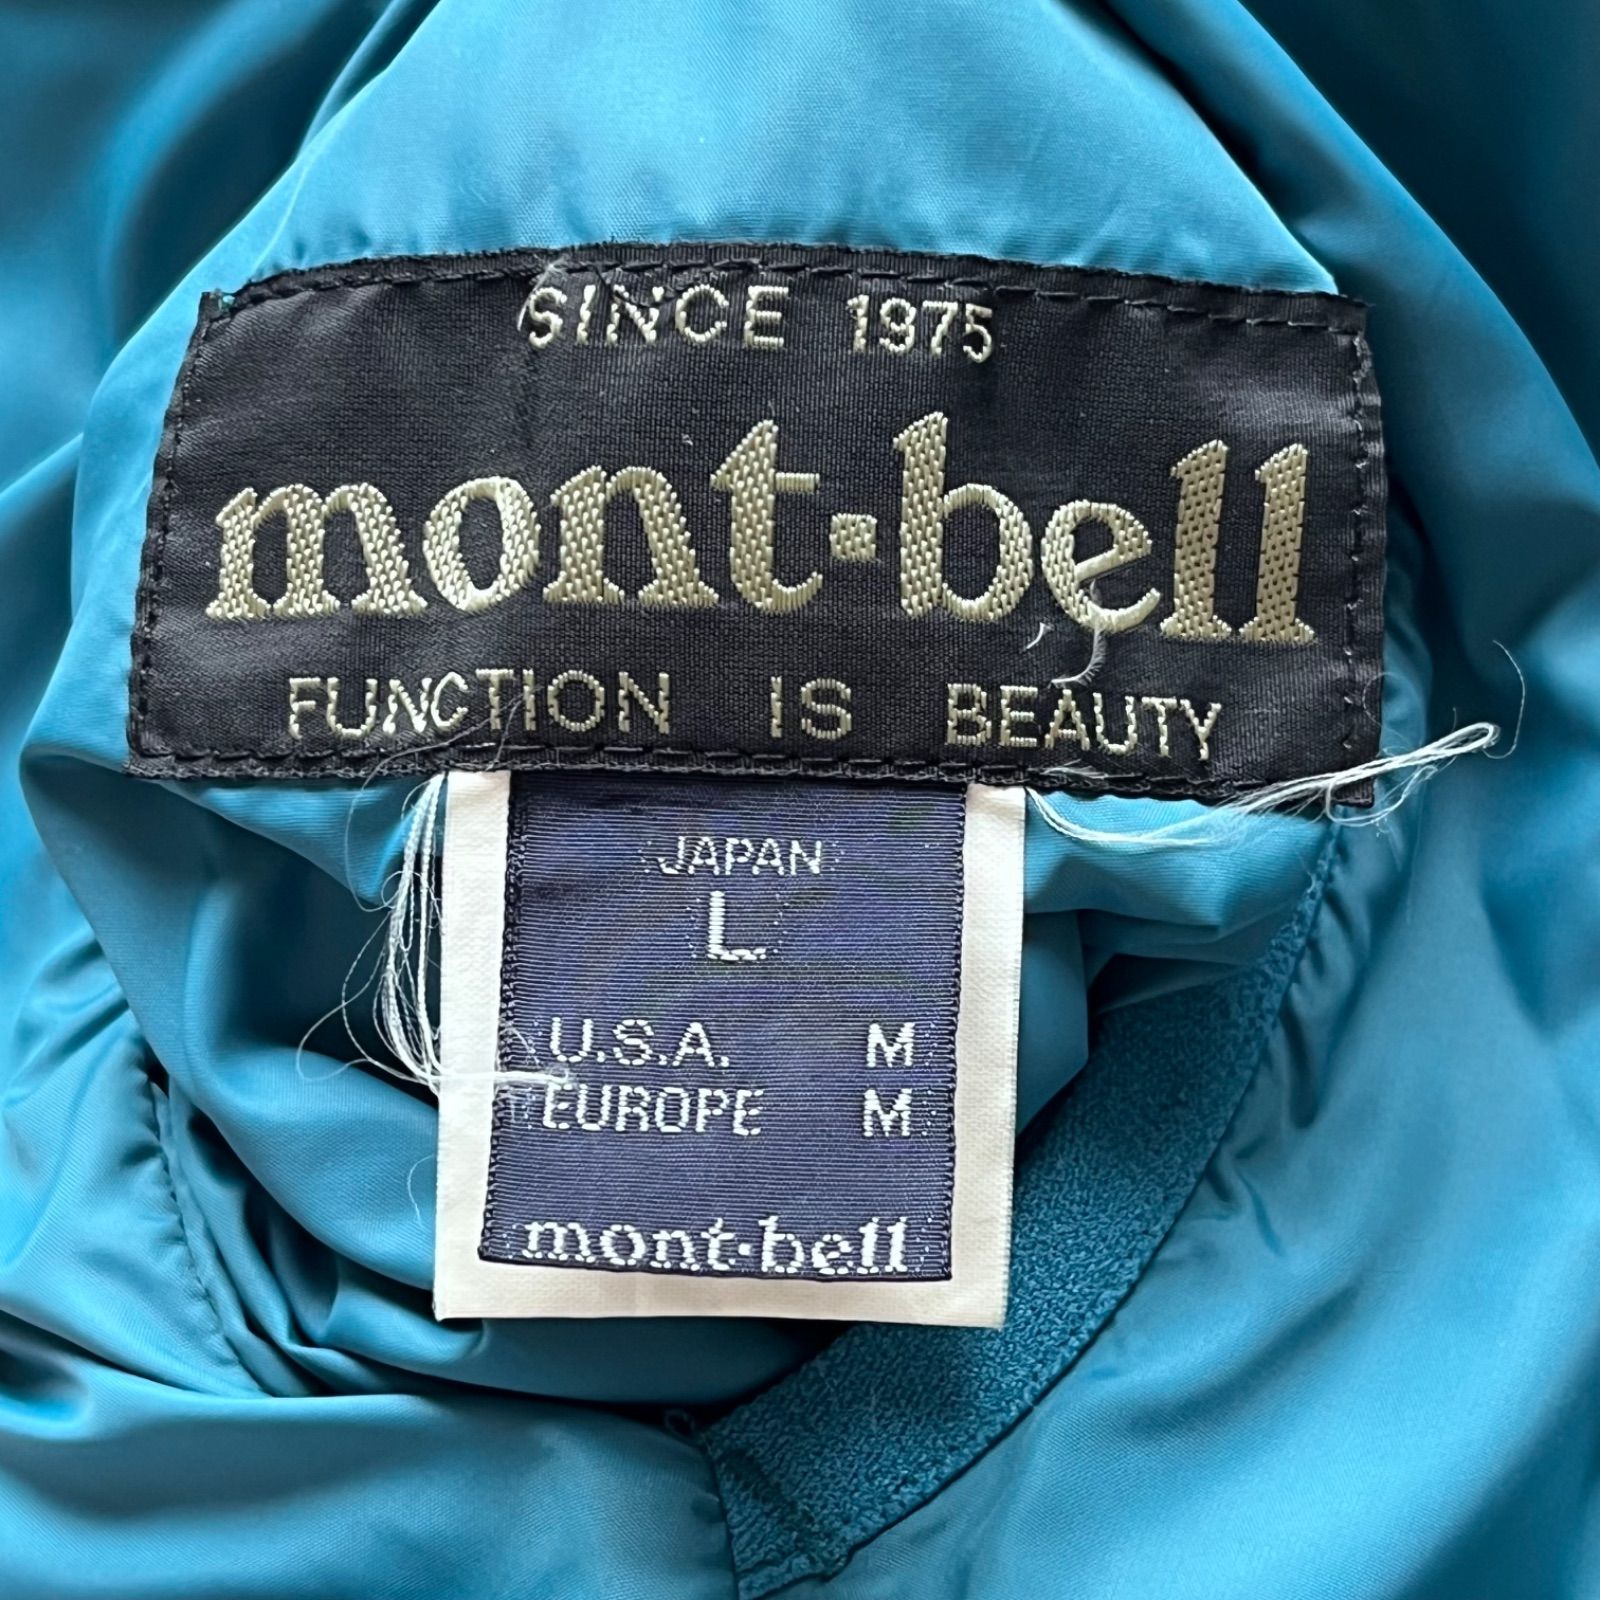 SINCE 1975
mont·bell
FUNCTION IS BEAUTY
JAPAN
L
U.S.A. M
EUROPE M
mont·bell